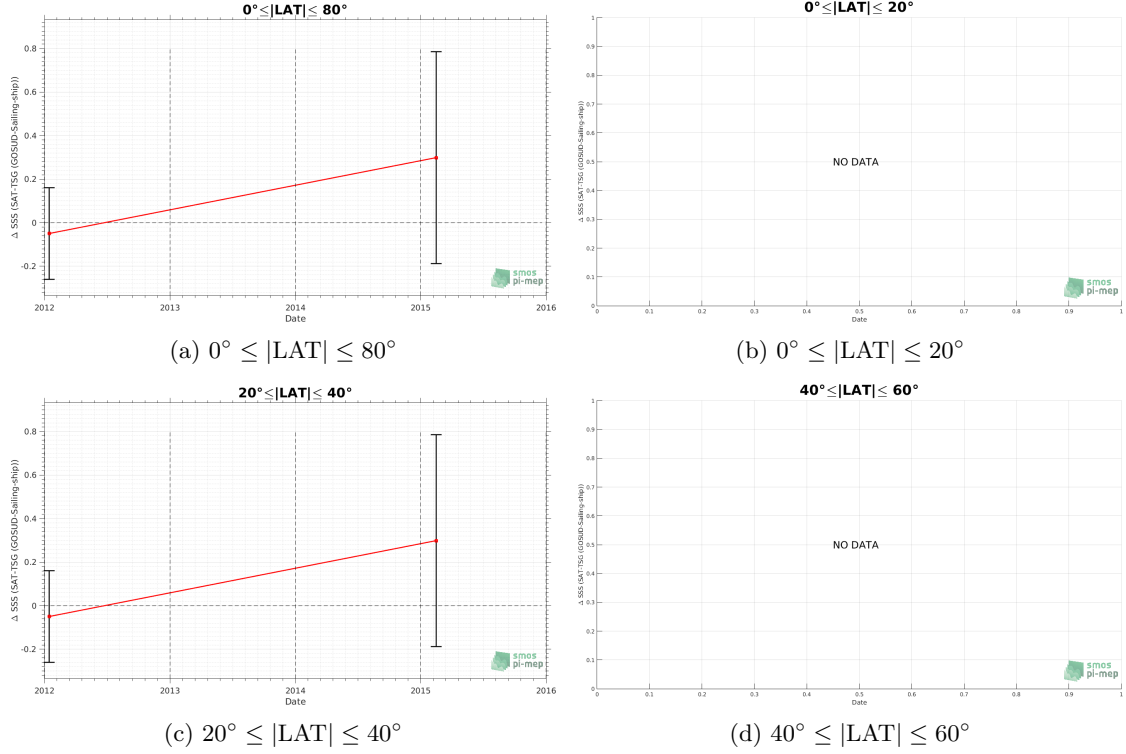 0°≤|LAT|≤ 80°
Δ SSS (SAT-TSG (GOSUD-Sailing-ship))
0.8
0.6
0.4
0.2
0
-0.2
2012 2013 2014 2015 2016
Date
smos
pi-mep
(a) 0° ≤ |LAT| ≤ 80°
0°≤|LAT|≤ 20°
Δ SSS (SAT-TSG (GOSUD-Sailing-ship))
1
0.9
0.8
0.7
0.6
0.5
0.4
0.3
0.2
0.1
0
NO DATA
0 0.1 0.2 0.3 0.4 0.5 0.6 0.7 0.8 0.9 1
Date
smos
pi-mep
(b) 0° ≤ |LAT| ≤ 20°
20°≤|LAT|≤ 40°
Δ SSS (SAT-TSG (GOSUD-Sailing-ship))
0.8
0.6
0.4
0.2
0
-0.2
2012 2013 2014 2015 2016
Date
smos
pi-mep
(c) 20° ≤ |LAT| ≤ 40°
40°≤|LAT|≤ 60°
Δ SSS (SAT-TSG (GOSUD-Sailing-ship))
1
0.9
0.8
0.7
0.6
0.5
0.4
0.3
0.2
0.1
0
NO DATA
0 0.1 0.2 0.3 0.4 0.5 0.6 0.7 0.8 0.9 1
Date
smos
pi-mep
(d) 40° ≤ |LAT| ≤ 60°